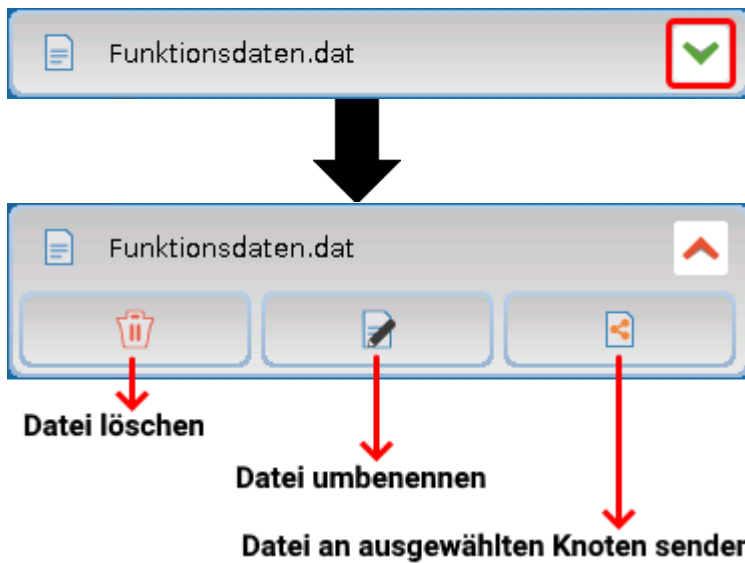 Funktionsdaten.dat
Funktionsdaten.dat
Datei löschen
Datei umbenennen
Datei an ausgewählten Knoten senden